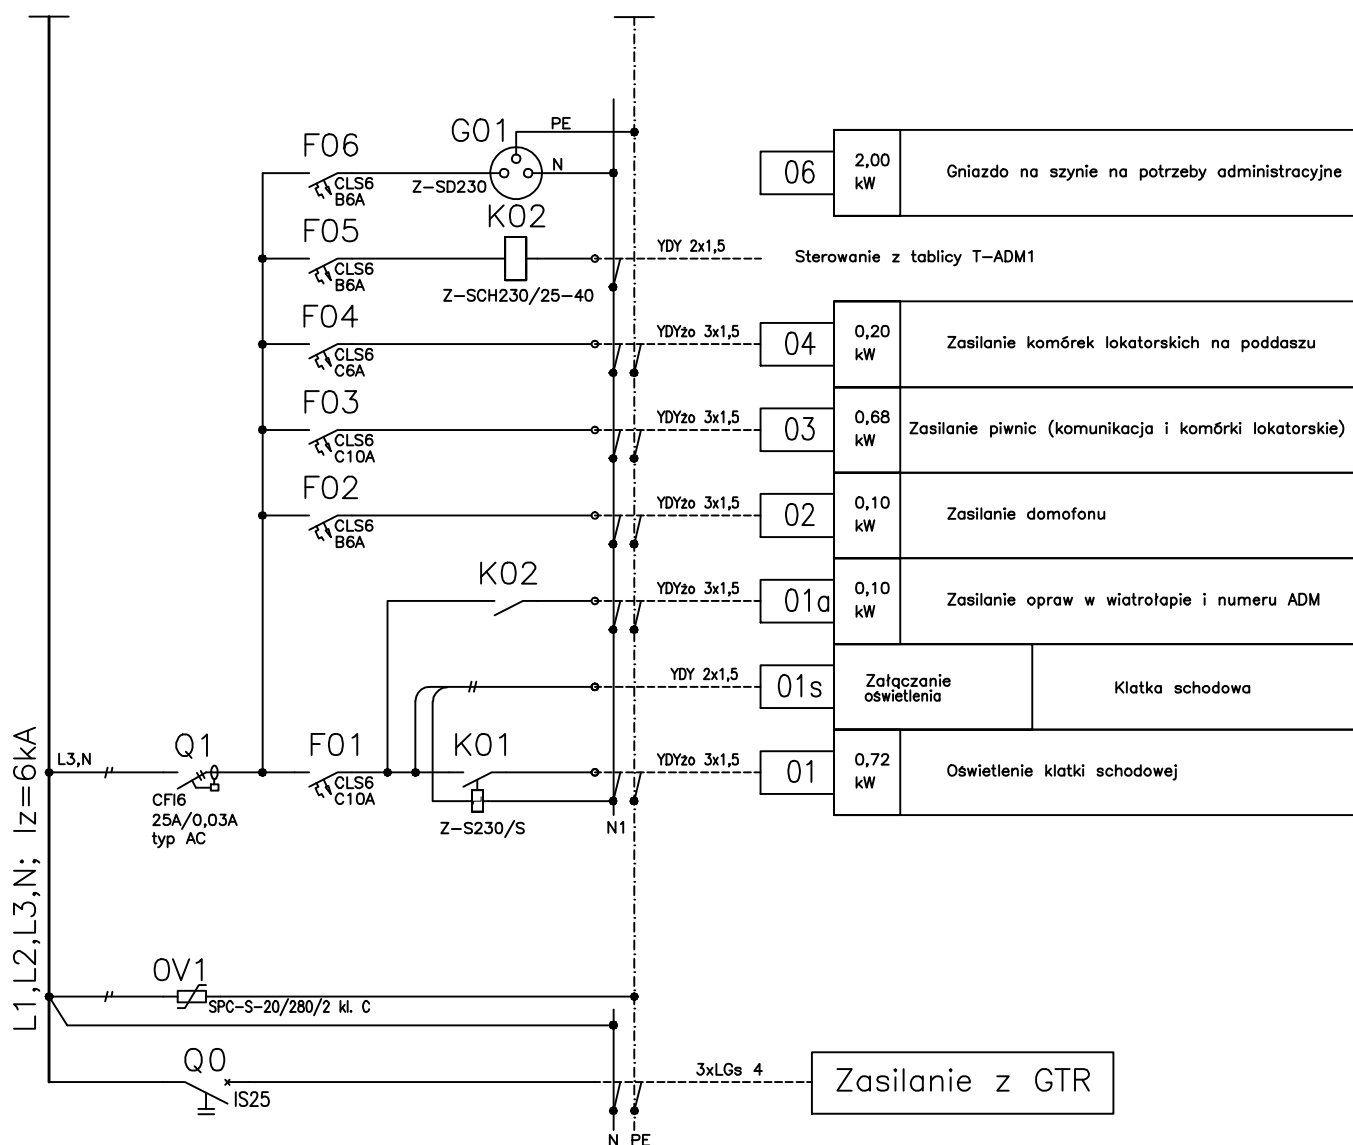 F06
G01
PE
N
CLS6
B6A
Z-SD230
06
2,00
kW
Gniazdo na szynie na potrzeby administracyjne
F05
K02
CLS6
B6A
Z-SCH230/25-40
YDY 2x1,5
Sterowanie z tablicy T-ADM1
F04
CLS6
C6A
YDYżo 3x1,5
04
0,20
kW
Zasilanie komórek lokatorskich na poddaszu
F03
CLS6
C10A
YDYżo 3x1,5
03
0,68
kW
Zasilanie piwnic (komunikacja i komórki lokatorskie)
F02
CLS6
B6A
YDYżo 3x1,5
02
0,10
kW
Zasilanie domofonu
K02
YDYżo 3x1,5
01a
0,10
kW
Zasilanie opraw w wiatrołapie i numeru ADM
YDY 2x1,5
01s
Załączanie
oświetlenia
Klatka schodowa
L3,N
Q1
CFI6
25A/0,03A
typ AC
F01
CLS6
C10A
K01
Z-S230/S
N1
YDYżo 3x1,5
01
0,72
kW
Oświetlenie klatki schodowej
L1,L2,L3,N; Iz=6kA
OV1
SPC-S-20/280/2 kl. C
Q0
IS25
3xLGs 4
Zasilanie z GTR
N PE